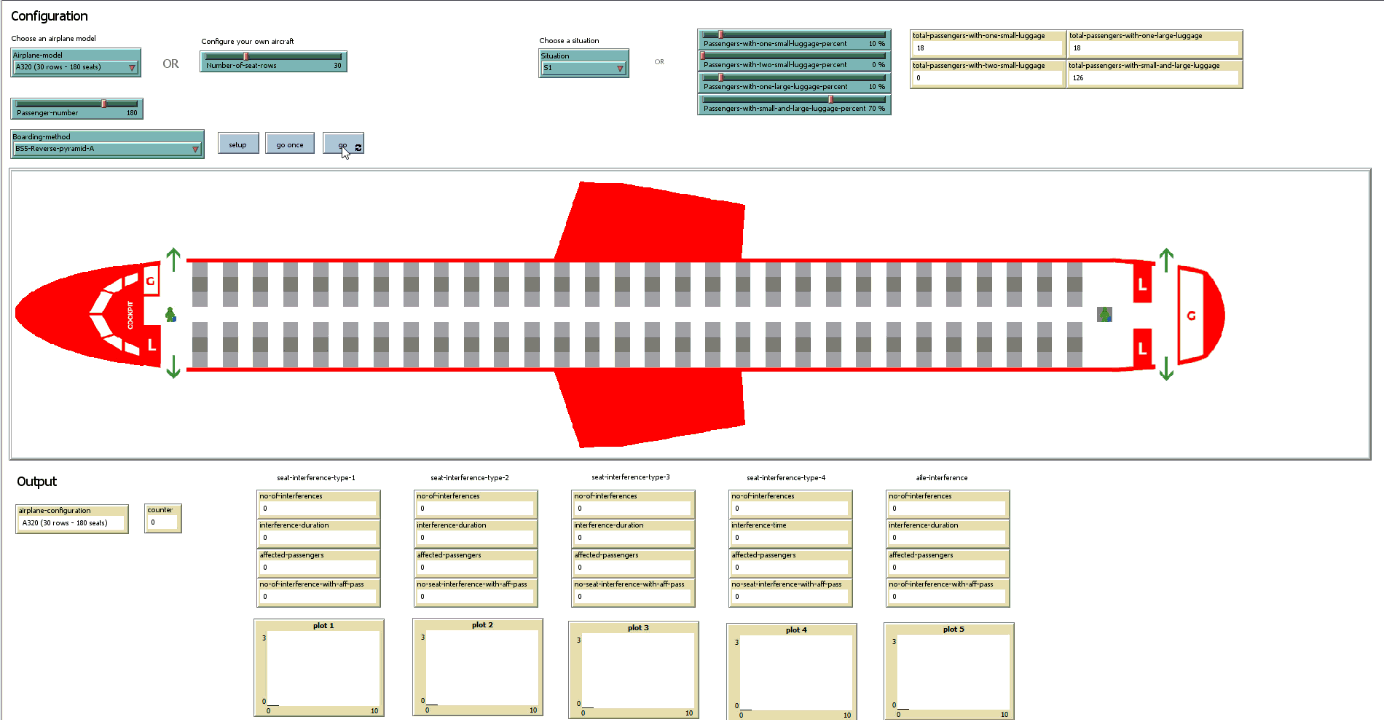 Configuration
Choose an airplane model
Airplane-model
A320 (30 rows - 180 seats)
OR
Configure your own aircraft
Number-of-seat-rows 30
Choose a situation
Situation
S1
OR
Passengers-with-one-small-luggage-percent 10 %
Passengers-with-two-small-luggage-percent 0 %
Passengers-with-one-large-luggage-percent 10 %
Passengers-with-small-and-large-luggage-percent 70 %
total-passengers-with-one-small-luggage
18
total-passengers-with-one-large-luggage
18
total-passengers-with-two-small-luggage
0
total-passengers-with-small-and-large-luggage
126
Passenger-number 180
Boarding-method
BS5-Reverse-pyramid-A
setup
go once
go
G
COCKPIT
L
L
G
L
Output
airplane-configuration
A320 (30 rows - 180 seats)
counter
0
seat-interference-type-1
no-of-interferences
0
interference-duration
0
affected-passengers
0
no-of-interference-with-aff-pass
0
plot 1
3
0
0 10
seat-interference-type-2
no-of-interferences
0
interference-duration
0
affected-passengers
0
no-seat-interference-with-aff-pass
0
plot 2
3
0
0 10
seat-interference-type-3
no-of-interferences
0
interference-duration
0
affected-passengers
0
no-seat-interference-with-aff-pass
0
plot 3
3
0
0 10
seat-interference-type-4
no-of-interferences
0
interference-time
0
affected-passengers
0
no-seat-interference-with-aff-pass
0
plot 4
3
0
0 10
aile-interference
no-of-interferences
0
interference-duration
0
affected-passengers
0
no-of-interference-with-aff-pass
0
plot 5
3
0
0 10